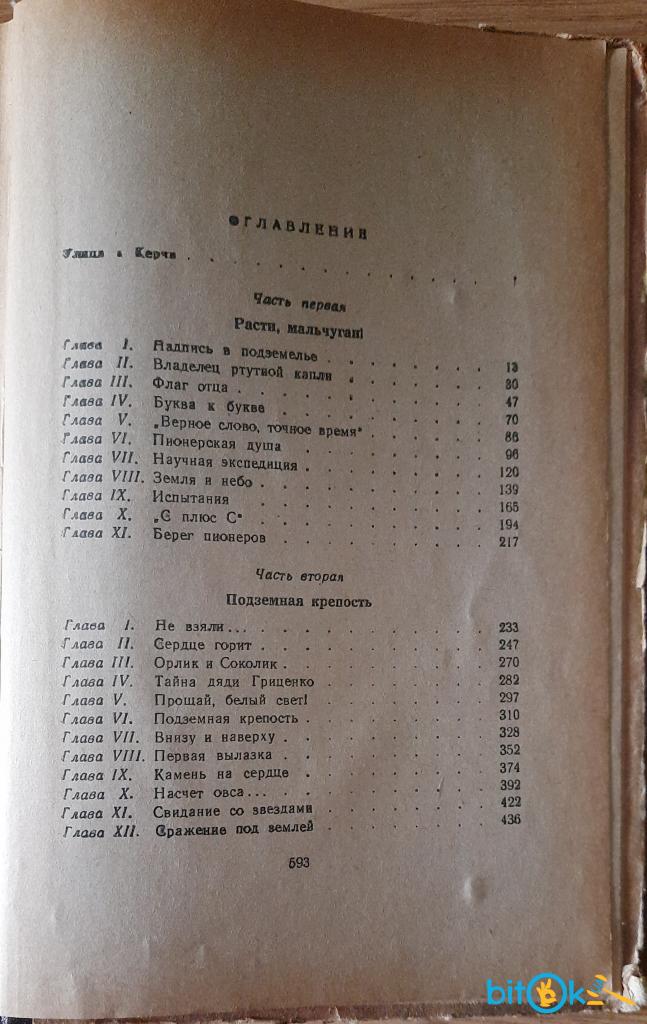 ОГЛАВЛЕНИЕ
Улица в Керчи . . . . . . . . . . . . .
Часть первая
Расти, мальчуган!
Глава I. Надпись в подземелье . . . . . . . 13
Глава II. Владелец ртутной капли . . . . . . 30
Глава III. Флаг отца . . . . . . . . . . 47
Глава IV. Буква к букве . . . . . . . . . 70
Глава V. „Верное слово, точное время“ . . . . . 86
Глава VI. Пионерская душа . . . . . . . . 96
Глава VII. Научная экспедиция . . . . . . . . 120
Глава VIII. Земля и небо . . . . . . . . . 139
Глава IX. Испытания . . . . . . . . . . 165
Глава X. „С плюс С“ . . . . . . . . . 194
Глава XI. Берег пионеров . . . . . . . . . 217
Часть вторая
Подземная крепость
Глава I. Не взяли... . . . . . . . . . . 233
Глава II. Сердце горит . . . . . . . . . 247
Глава III. Орлик и Соколик . . . . . . . . . 270
Глава IV. Тайна дяди Гриценко . . . . . . . 282
Глава V. Прощай, белый свет! . . . . . . . 297
Глава VI. Подземная крепость . . . . . . . . 310
Глава VII. Внизу и наверху . . . . . . . . . 328
Глава VIII. Первая вылазка . . . . . . . . . 352
Глава IX. Камень на сердце . . . . . . . . 374
Глава X. Насчет овса... . . . . . . . . . 392
Глава XI. Свидание со звездами . . . . . . . 422
Глава XII. Сражение под землей . . . . . . . 436
593
bitOk